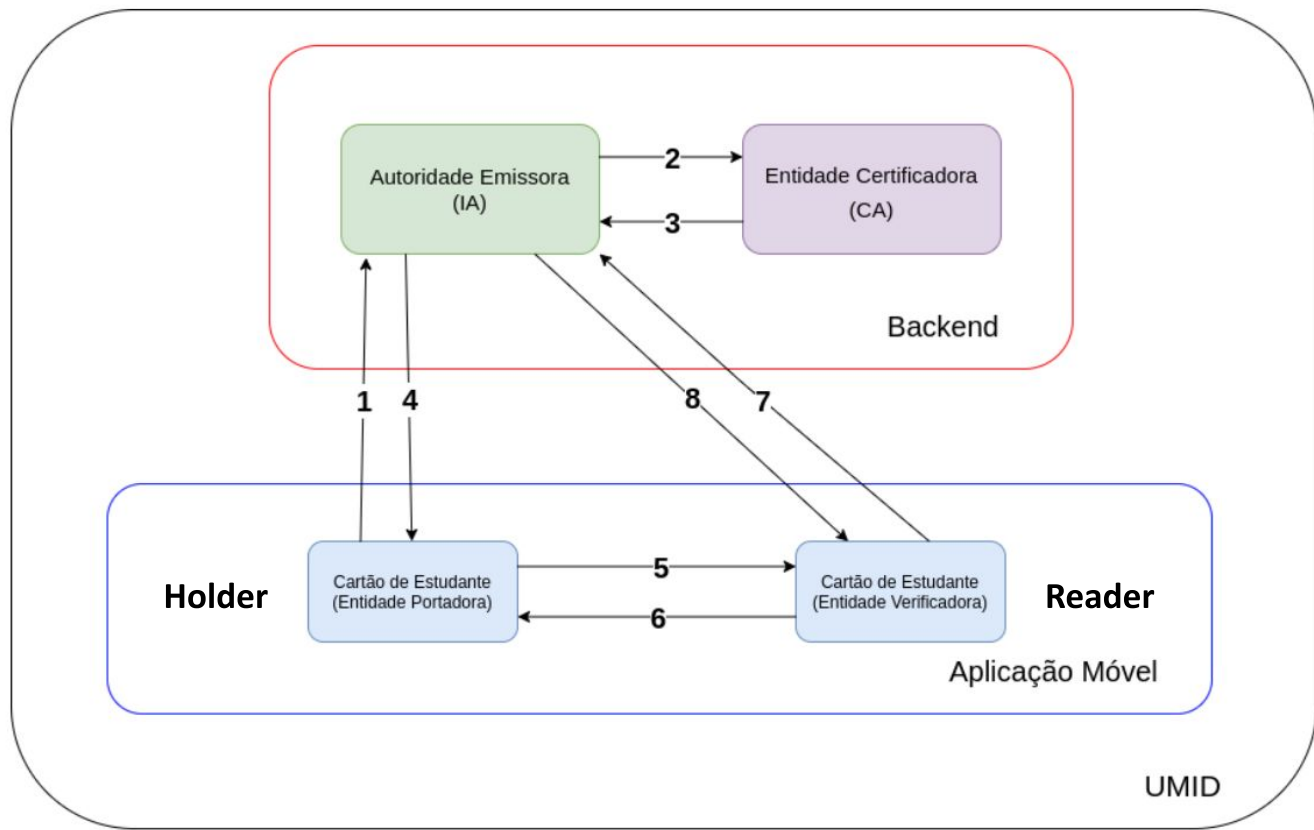 Autoridade Emissora
(IA)
2
Entidade Certificadora
(CA)
3
Backend
1
4
8
7
Holder
Cartão de Estudante
(Entidade Portadora)
5
6
Cartão de Estudante
(Entidade Verificadora)
Reader
Aplicação Móvel
UMID